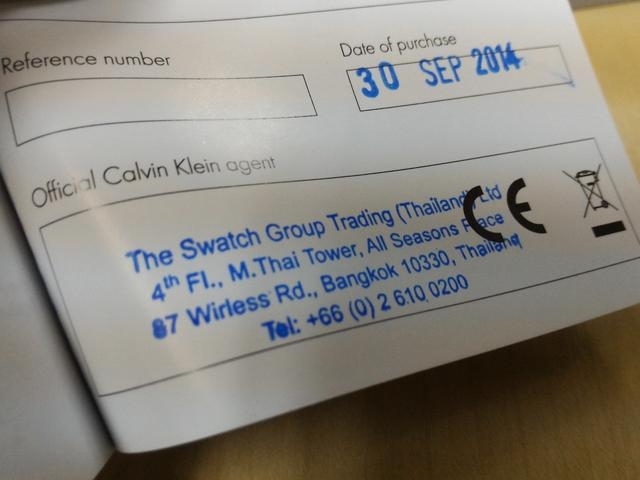 Reference number
Date of purchase
30 SEP 2014
Official Calvin Klein agent
The Swatch Group Trading (Thailand) Ltd
4th Fl., M.Thai Tower, All Seasons Place
87 Wirless Rd., Bangkok 10330, Thailand
Tel: +66 (0) 2 610 0200
CE